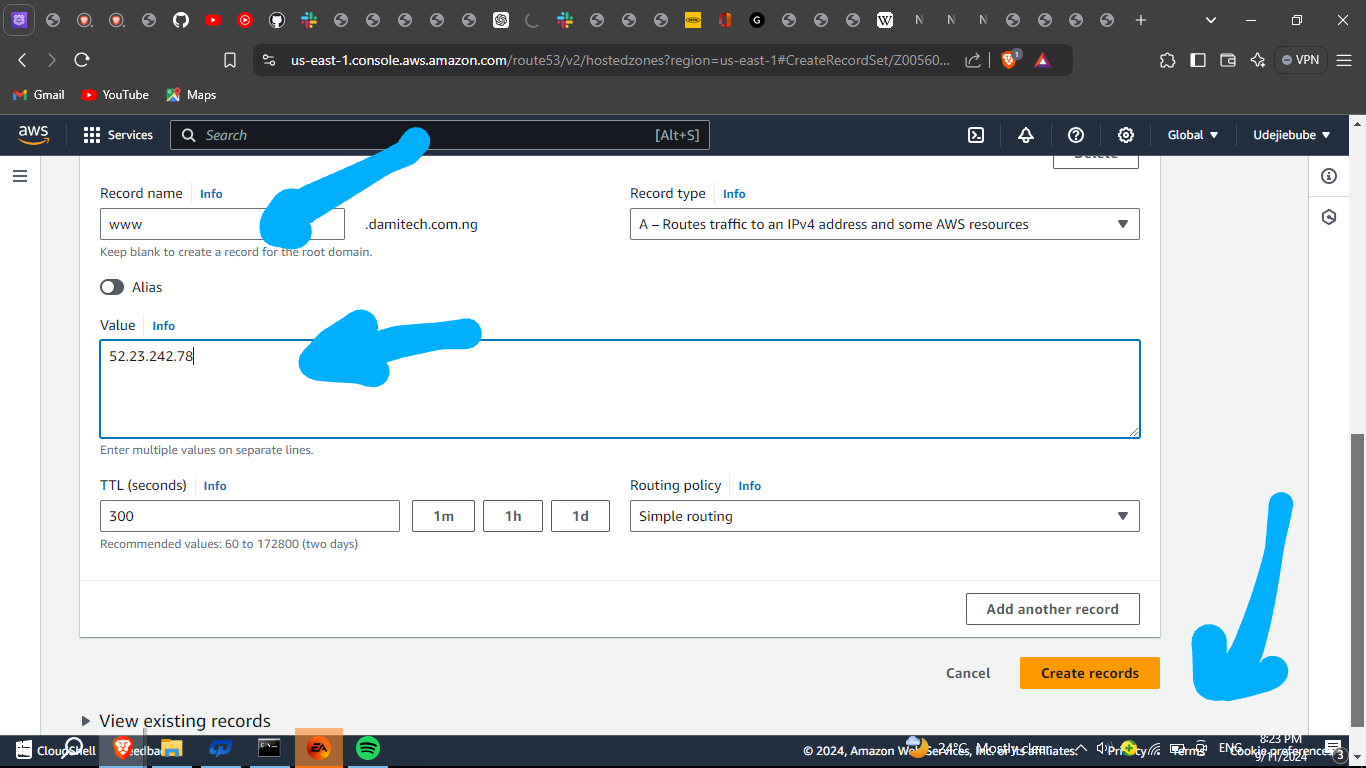 us-east-1.console.aws.amazon.com/route53/v2/hostedzones?region=us-east-1#CreateRecordSet/Z00560...
1
VPN
Gmail
YouTube
Maps
aws
Services
Search
[Alt+S]
Global
Udejiebube
Delete
Record name
Info
Record type
Info
www
.damitech.com.ng
A – Routes traffic to an IPv4 address and some AWS resources
Keep blank to create a record for the root domain.
Alias
Value
Info
52.23.242.78
Enter multiple values on separate lines.
TTL (seconds)
Info
Routing policy
Info
300
1m
1h
1d
Simple routing
Recommended values: 60 to 172800 (two days)
Add another record
Cancel
Create records
View existing records
CloudShell
Feedback
© 2024, Amazon Web Services, Inc. or its affiliates.
Privacy
Terms
Cookie preferences
24°C
Mostly clear
ENG
8:23 PM
9/11/2024
3